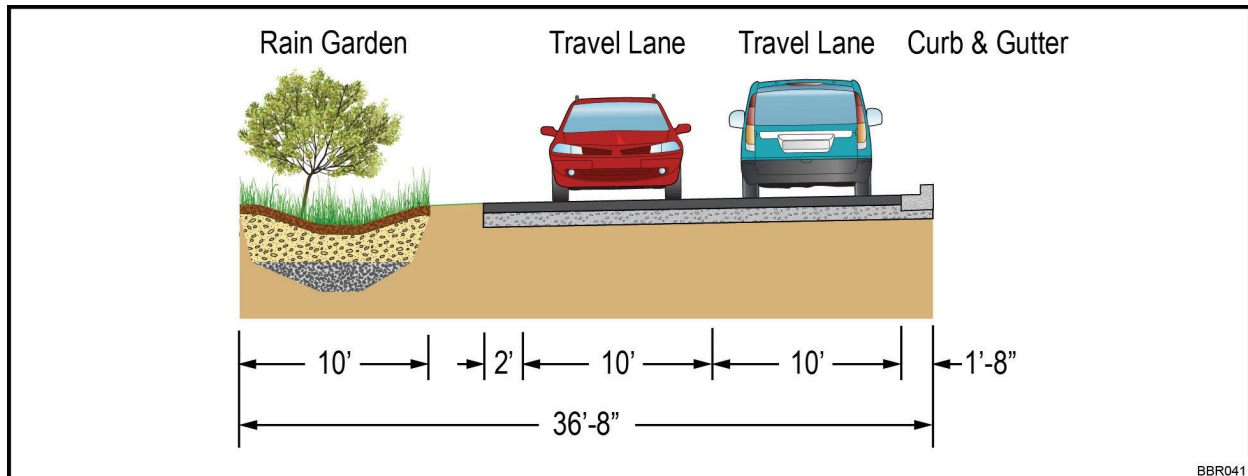 Rain Garden Travel Lane Travel Lane Curb & Gutter
10’ 2’ 10’ 10’ 1’-8”
36’-8”
BBR041